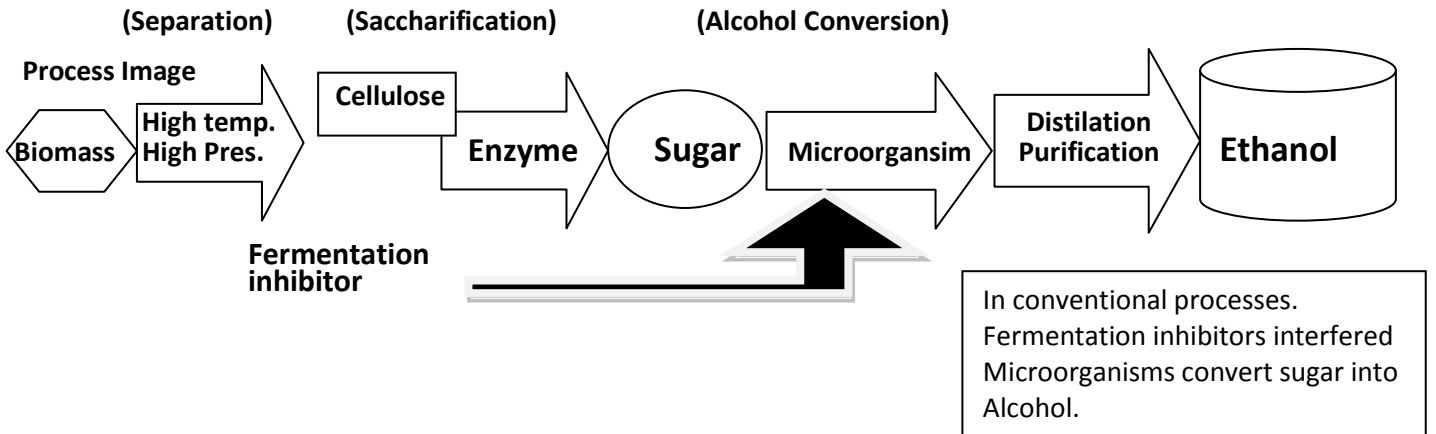 (Separation) (Saccharification) (Alcohol Conversion)
Process Image
Biomass
High temp.
High Pres.
Cellulose
Enzyme
Sugar
Microorgansim
Distilation
Purification
Ethanol
Fermentation
inhibitor
In conventional processes.
Fermentation inhibitors interfered
Microorganisms convert sugar into
Alcohol.